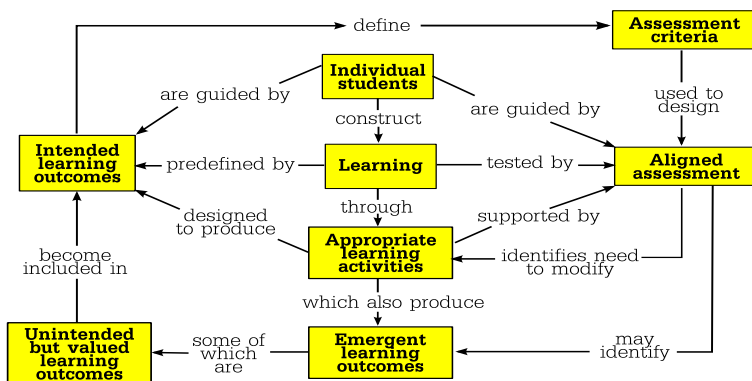 define
Assessment
criteria
Individual
students
are guided by
are guided by
used to
design
construct
Intended
learning
outcomes
predefined by
Learning
tested by
Aligned
assessment
through
designed
to produce
supported by
Appropriate
learning
activities
identifies need
to modify
become
included in
which also produce
Unintended
but valued
learning
outcomes
some of
which
are
Emergent
learning
outcomes
may
identify